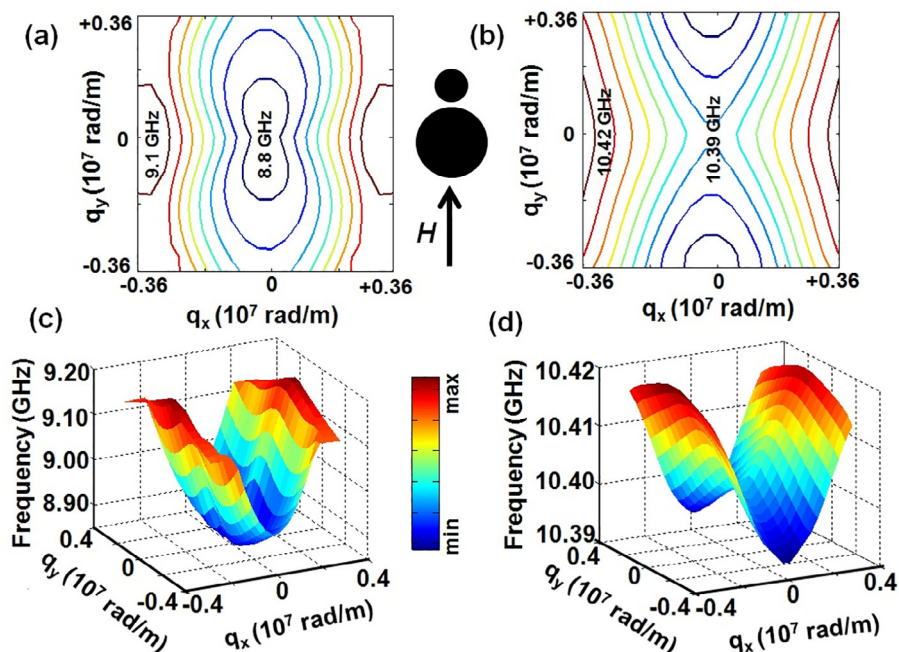 (a)
+0.36
0
-0.36
q_y (10^7 rad/m)
9.1 GHz
8.8 GHz
-0.36
0
+0.36
q_x (10^7 rad/m)
H
(b)
+0.36
0
-0.36
q_y (10^7 rad/m)
10.42 GHz
10.39 GHz
-0.36
0
+0.36
q_x (10^7 rad/m)
(c)
9.20
9.10
9.00
8.90
Frequency (GHz)
0.4
0
-0.4
q_y (10^7 rad/m)
-0.4
0
0.4
q_x (10^7 rad/m)
max
min
(d)
10.42
10.41
10.40
10.39
Frequency (GHz)
0.4
0
-0.4
q_y (10^7 rad/m)
-0.4
0
0.4
q_x (10^7 rad/m)